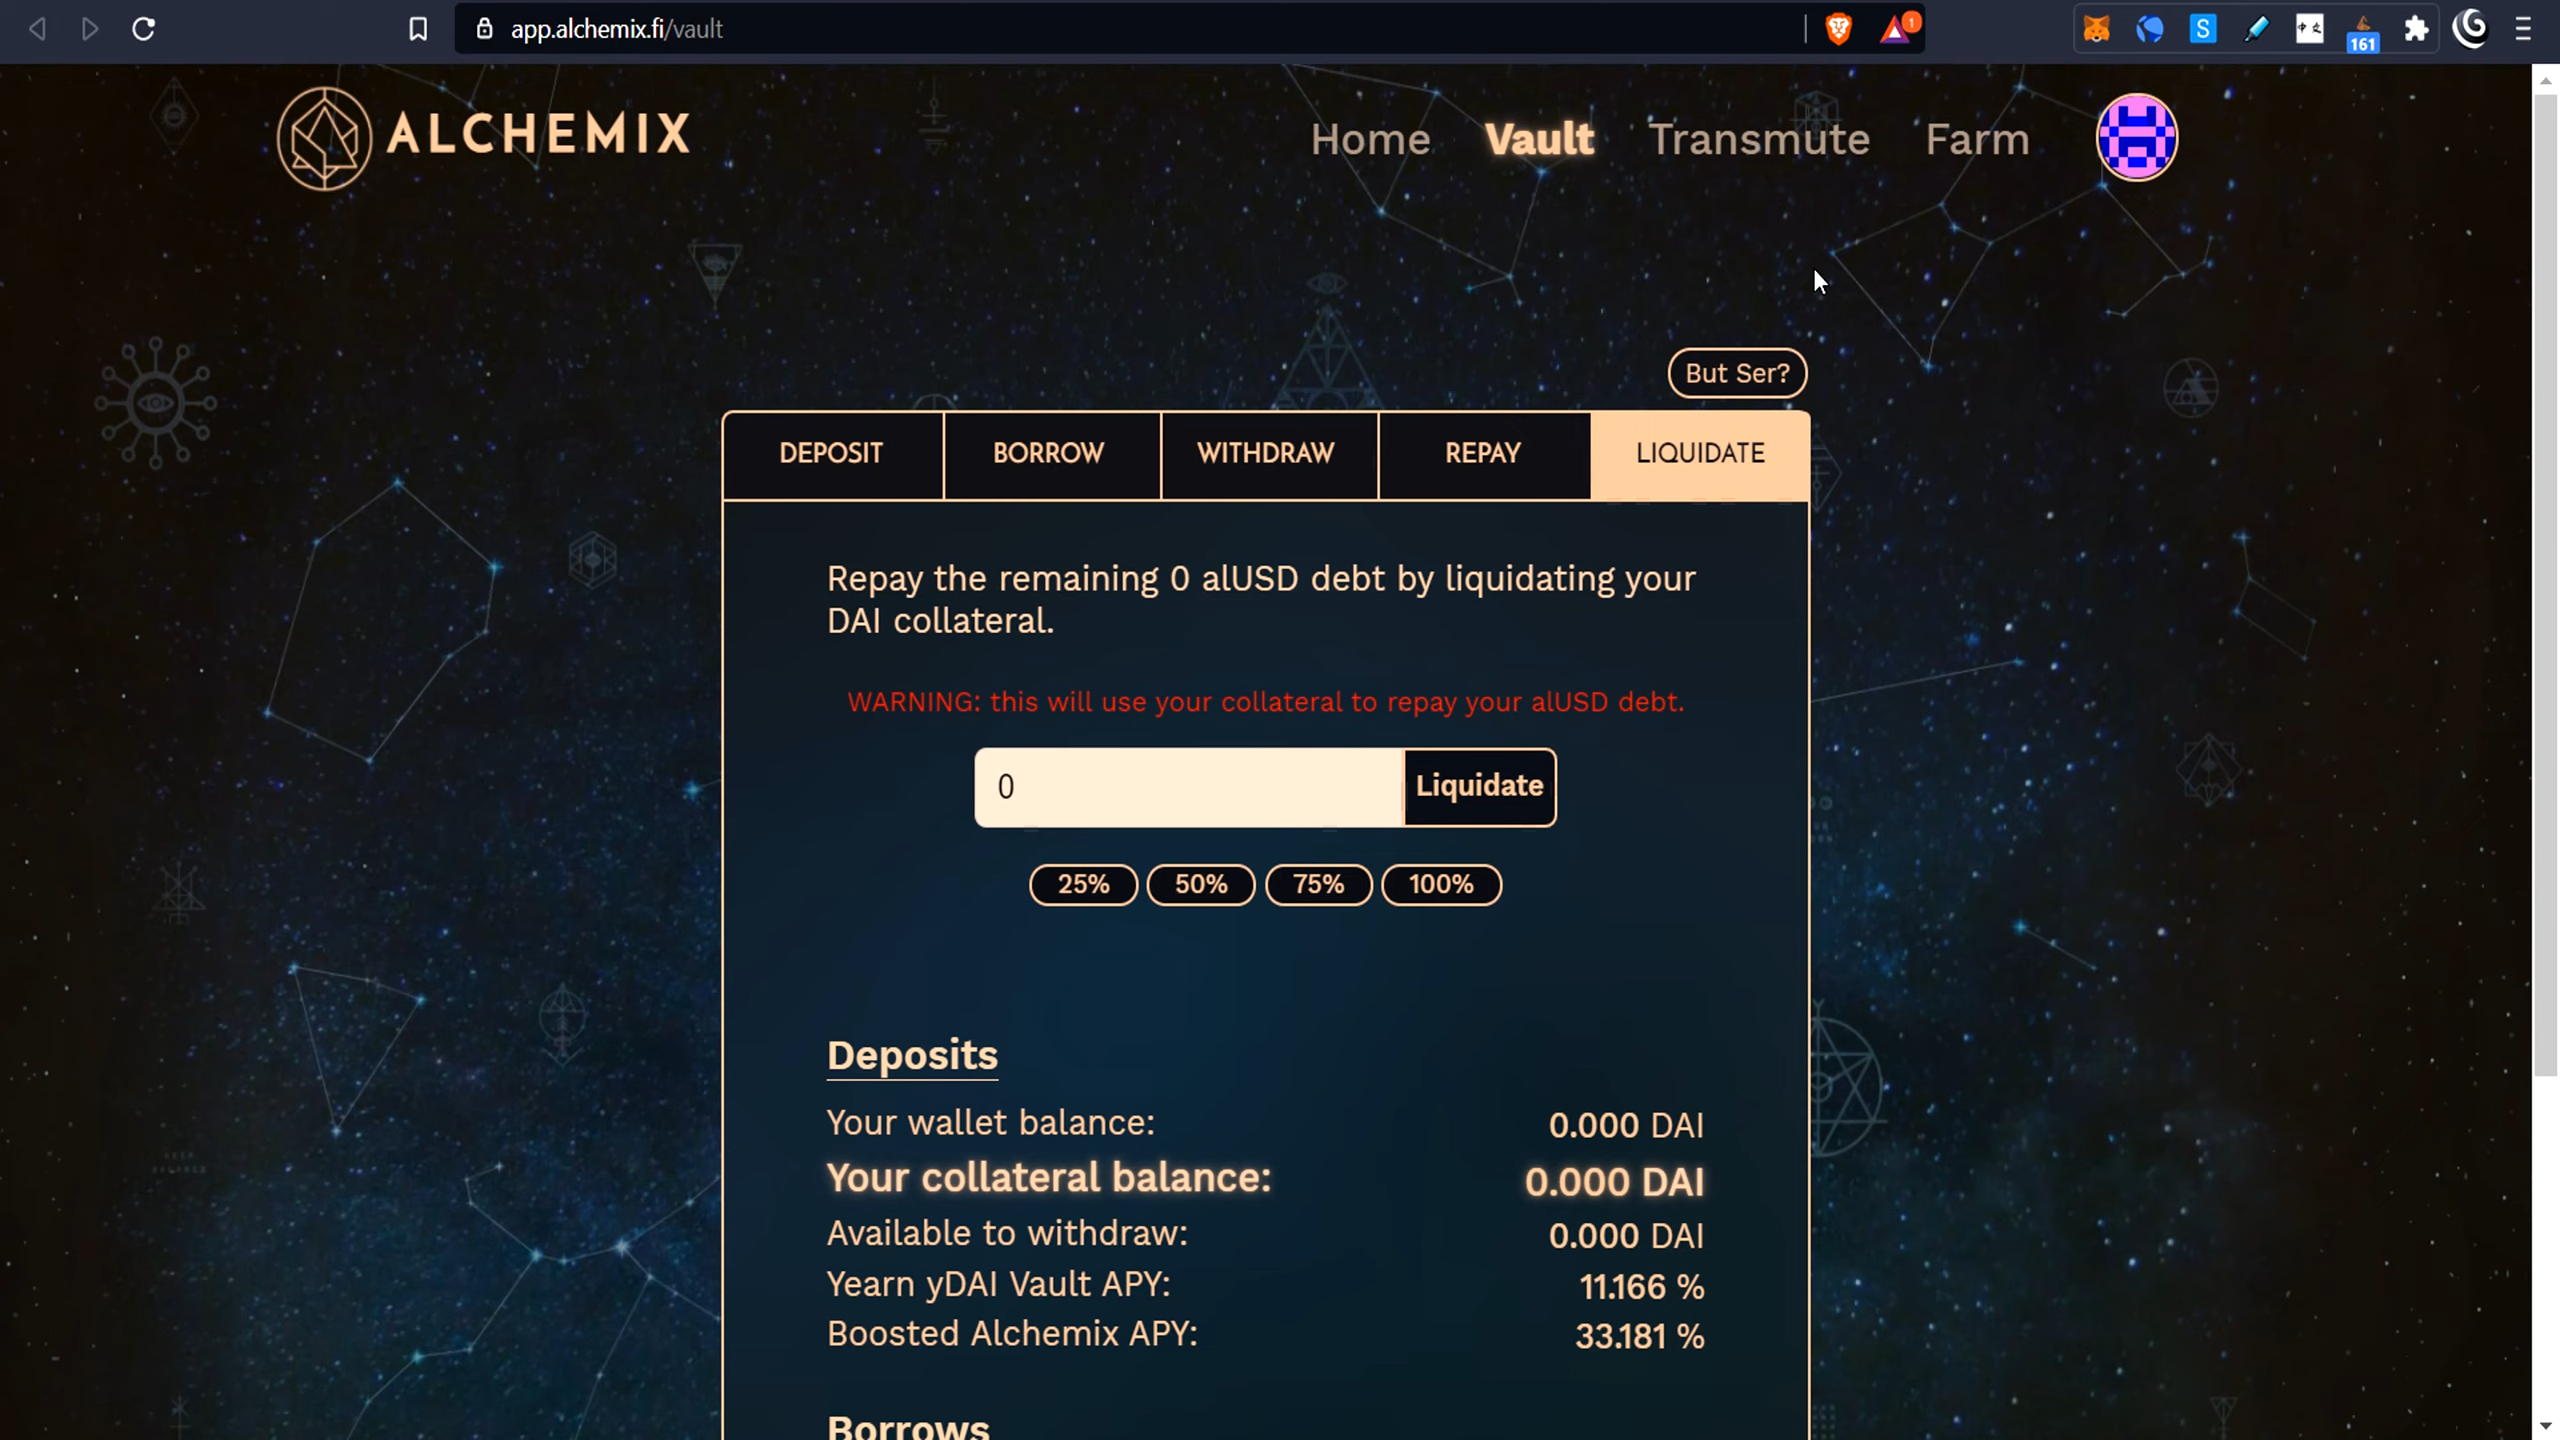 app.alchemix.fi/vault
1
S
161
ALCHEMIX
Home Vault Transmute Farm
But Ser?
DEPOSIT BORROW WITHDRAW REPAY LIQUIDATE
Repay the remaining 0 alUSD debt by liquidating your
DAI collateral.
WARNING: this will use your collateral to repay your alUSD debt.
0 Liquidate
25% 50% 75% 100%
Deposits
Your wallet balance: 0.000 DAI
Your collateral balance: 0.000 DAI
Available to withdraw: 0.000 DAI
Yearn yDAI Vault APY: 11.166 %
Boosted Alchemix APY: 33.181 %
Borrows